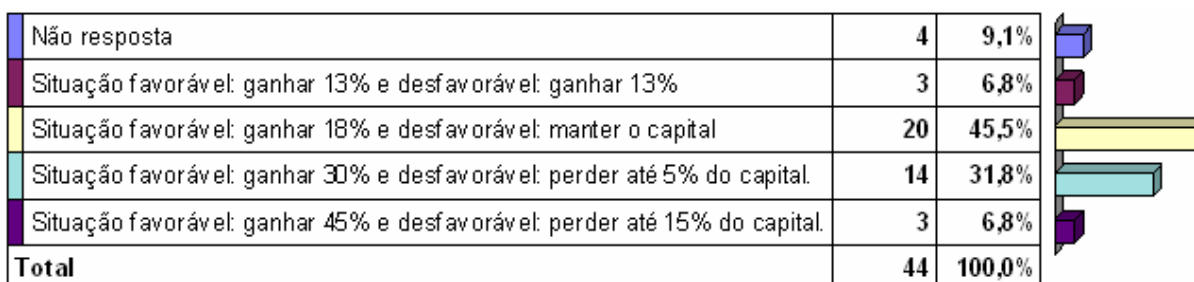 Não resposta 4 9,1%
Situação favorável: ganhar 13% e desfavorável: ganhar 13% 3 6,8%
Situação favorável: ganhar 18% e desfavorável: manter o capital 20 45,5%
Situação favorável: ganhar 30% e desfavorável: perder até 5% do capital. 14 31,8%
Situação favorável: ganhar 45% e desfavorável: perder até 15% do capital. 3 6,8%
Total 44 100,0%